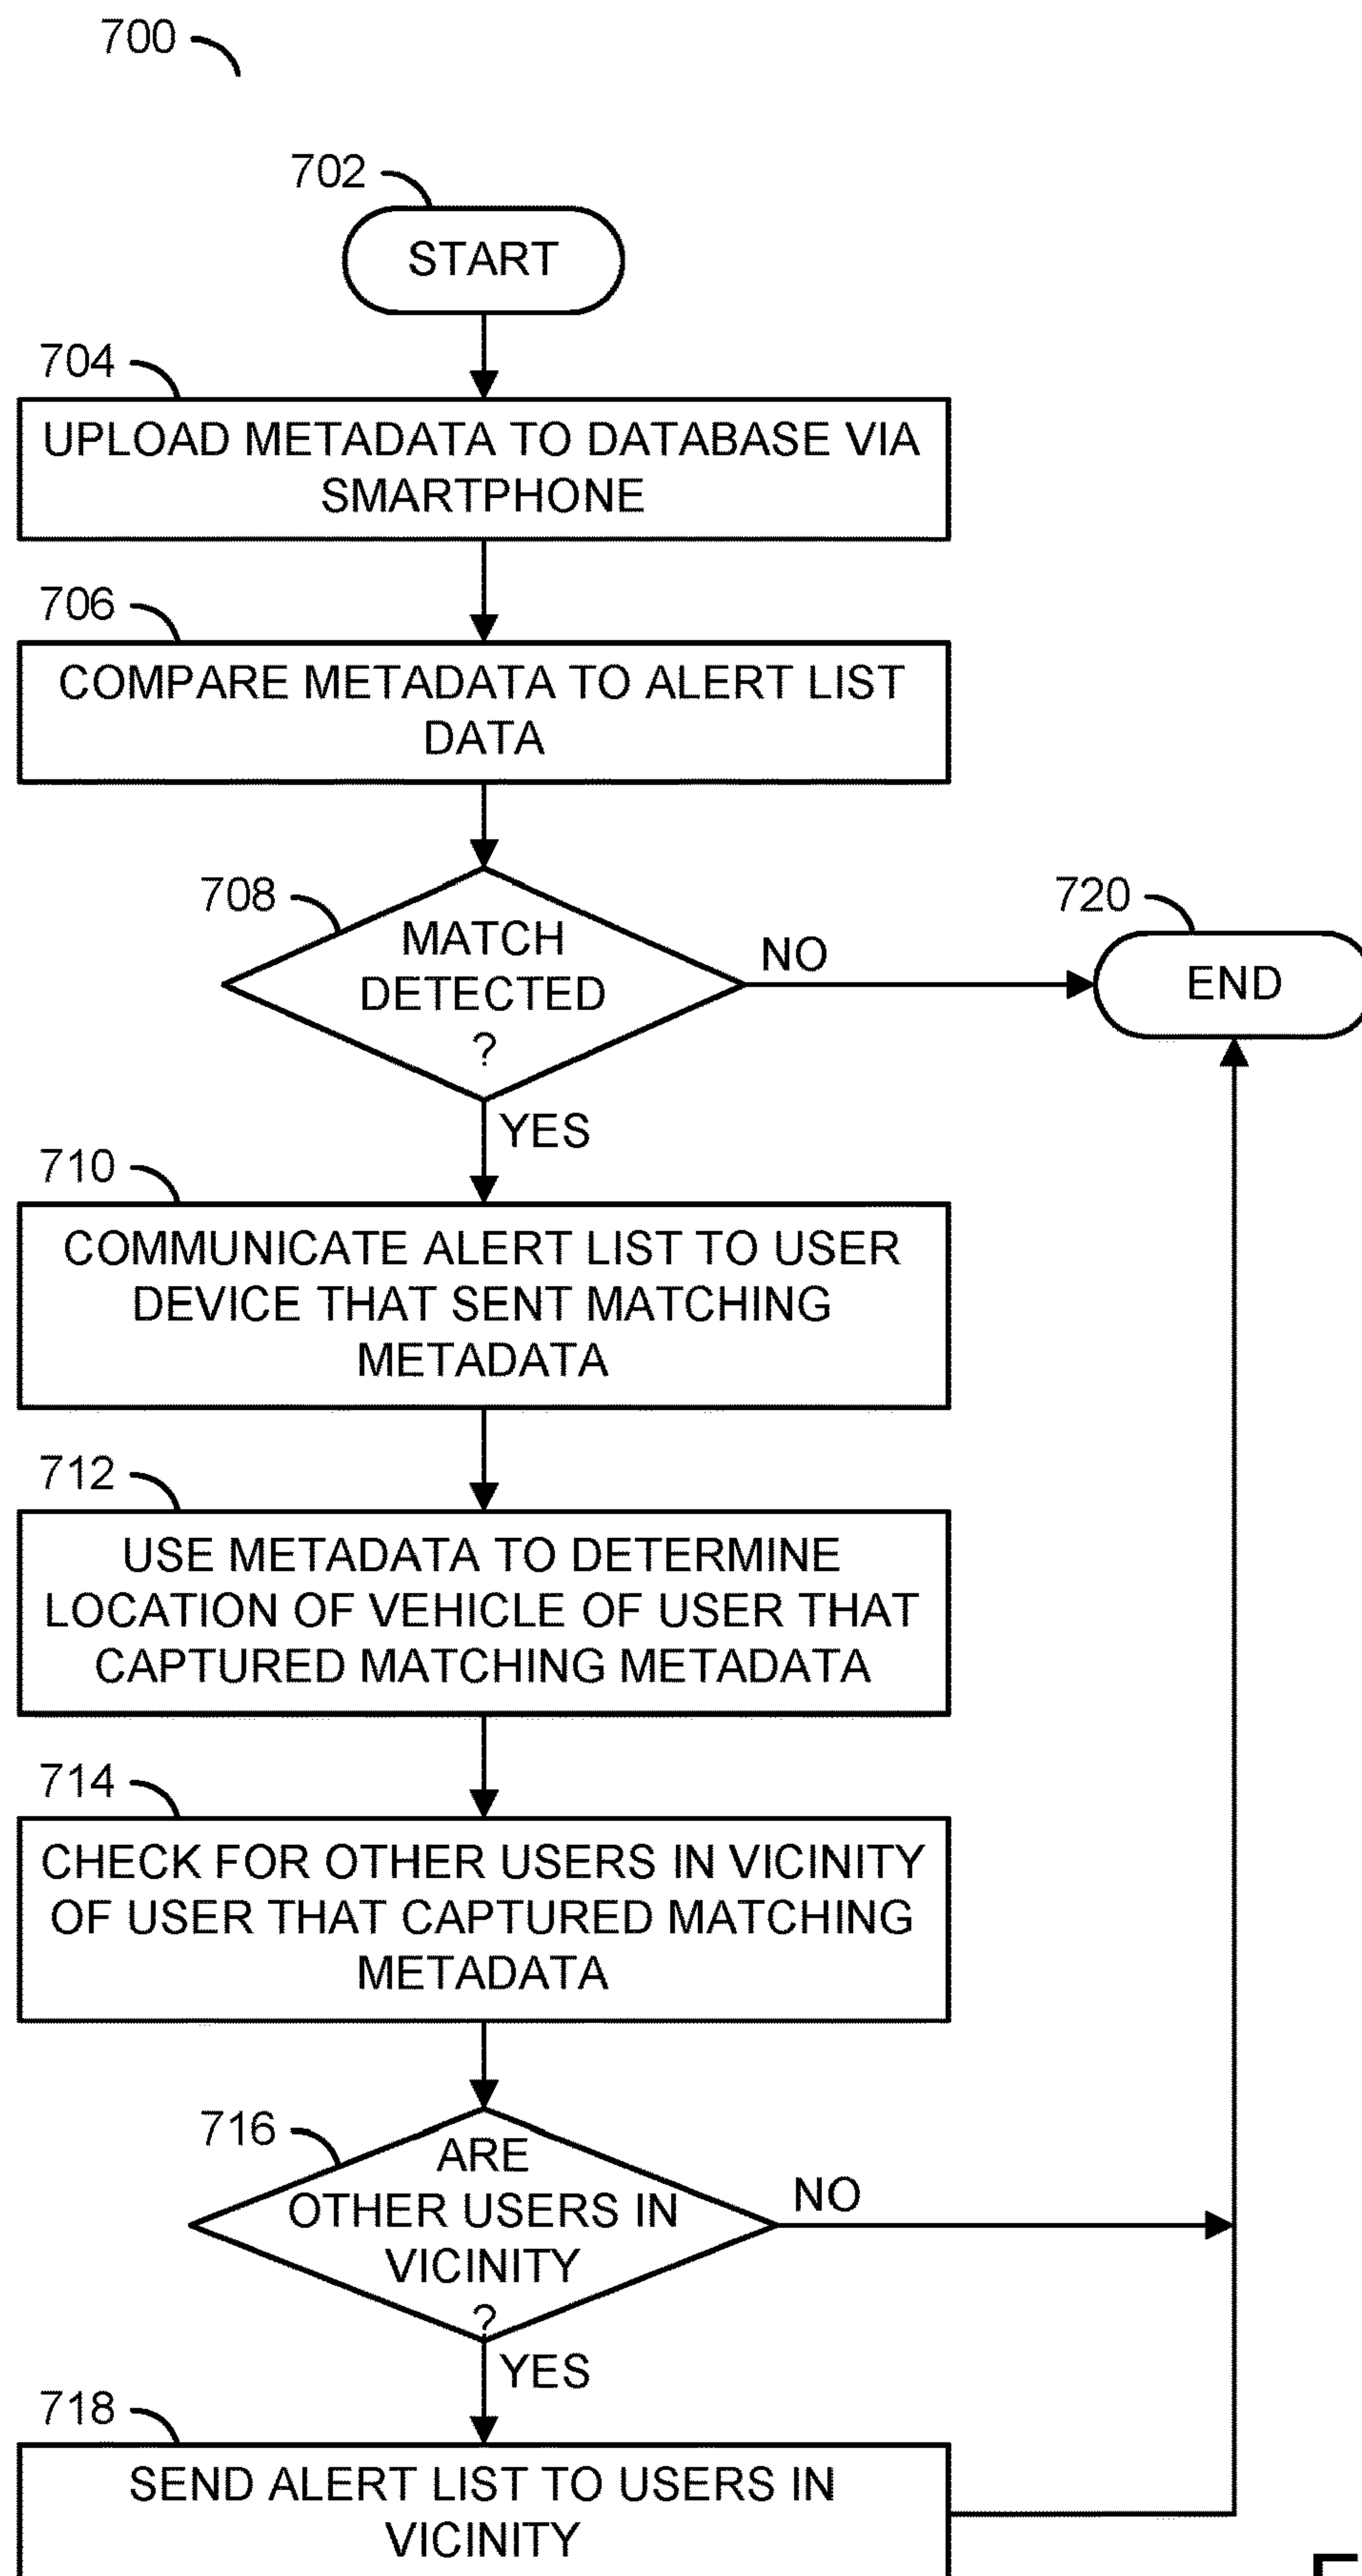 700
702
START
704
UPLOAD METADATA TO DATABASE VIA
SMARTPHONE
706
COMPARE METADATA TO ALERT LIST
DATA
708
MATCH
DETECTED
?
NO
720
END
YES
710
COMMUNICATE ALERT LIST TO USER
DEVICE THAT SENT MATCHING
METADATA
712
USE METADATA TO DETERMINE
LOCATION OF VEHICLE OF USER THAT
CAPTURED MATCHING METADATA
714
CHECK FOR OTHER USERS IN VICINITY
OF USER THAT CAPTURED MATCHING
METADATA
716
ARE
OTHER USERS IN
VICINITY
?
NO
YES
718
SEND ALERT LIST TO USERS IN
VICINITY